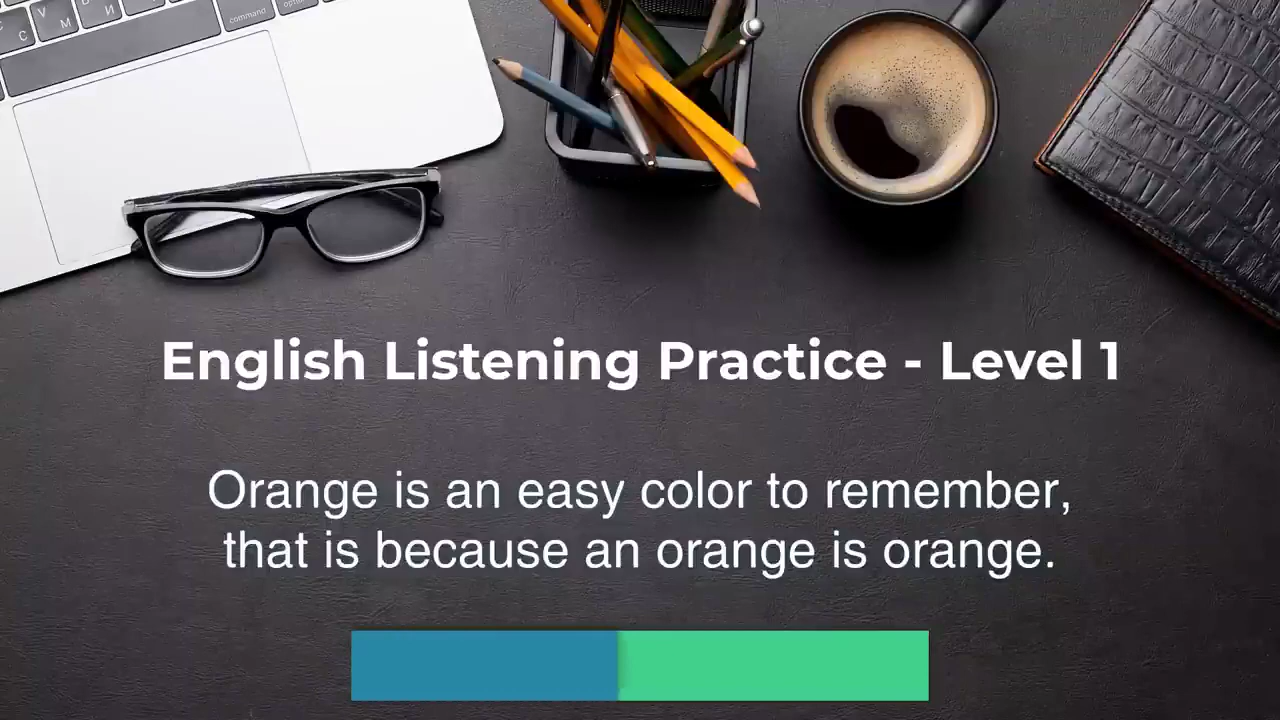 command
English Listening Practice - Level 1
Orange is an easy color to remember,
that is because an orange is orange.